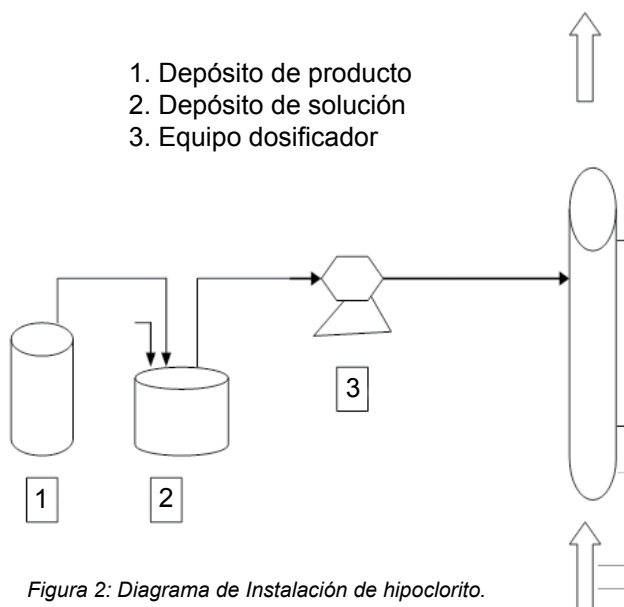 1. Depósito de producto
2. Depósito de solución
3. Equipo dosificador
3
1
2
Figura 2: Diagrama de Instalación de hipoclorito.